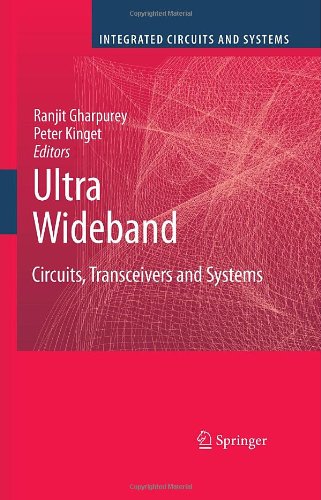 INTEGRATED CIRCUITS AND SYSTEMS
Ranjit Gharpurey
Peter Kinget
Editors
Ultra
Wideband
Circuits, Transceivers and Systems
Springer